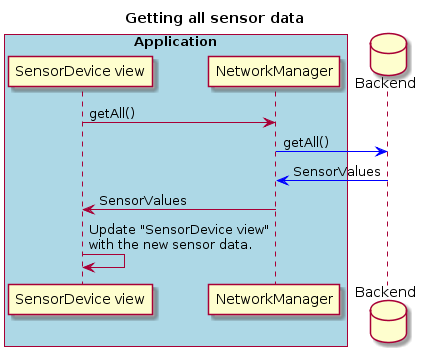 Getting all sensor data
Application
SensorDevice view
NetworkManager
Backend
getAll()
getAll()
SensorValues
SensorValues
Update "SensorDevice view"
with the new sensor data.
SensorDevice view
NetworkManager
Backend